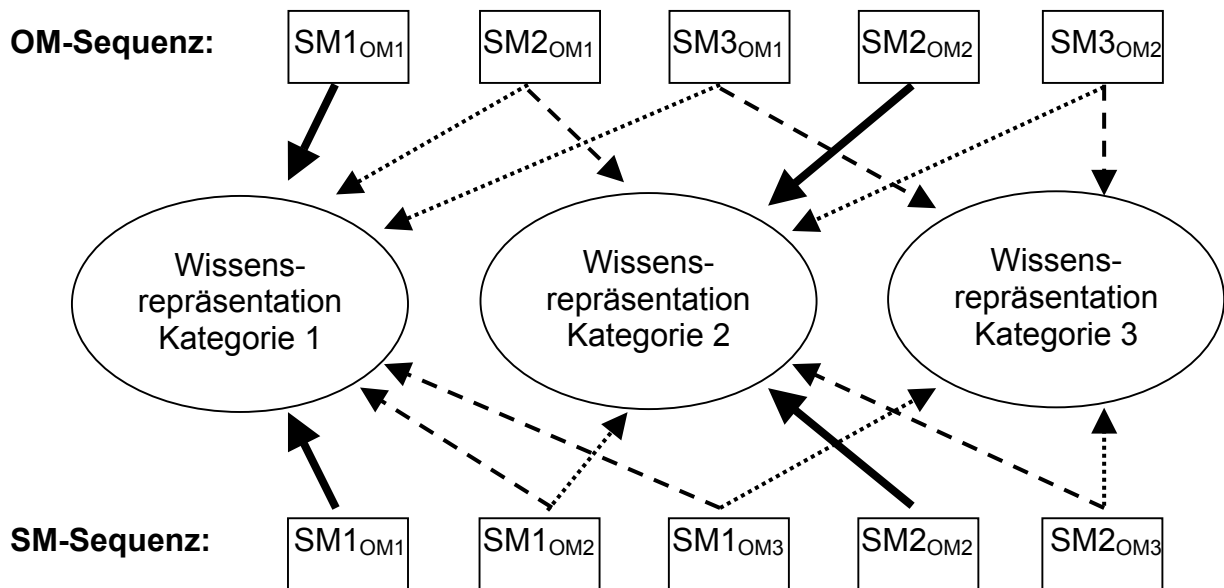 OM-Sequenz: SM1OM1 SM2OM1 SM3OM1 SM2OM2 SM3OM2
Wissens-
repräsentation
Kategorie 1
Wissens-
repräsentation
Kategorie 2
Wissens-
repräsentation
Kategorie 3
SM-Sequenz: SM1OM1 SM1OM2 SM1OM3 SM2OM2 SM2OM3